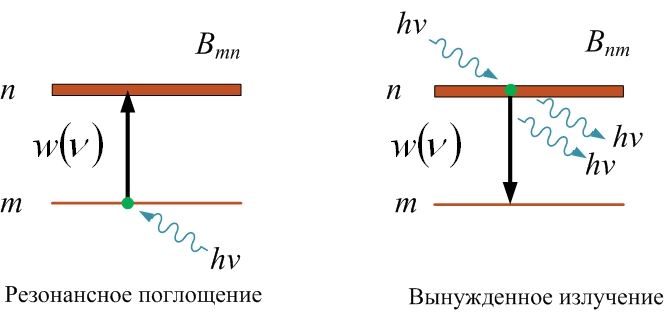 B_mn
n
w(ν)
m
hν
Резонансное поглощение
hν
B_nm
n
hν
w(ν)
hν
m
Вынужденное излучение